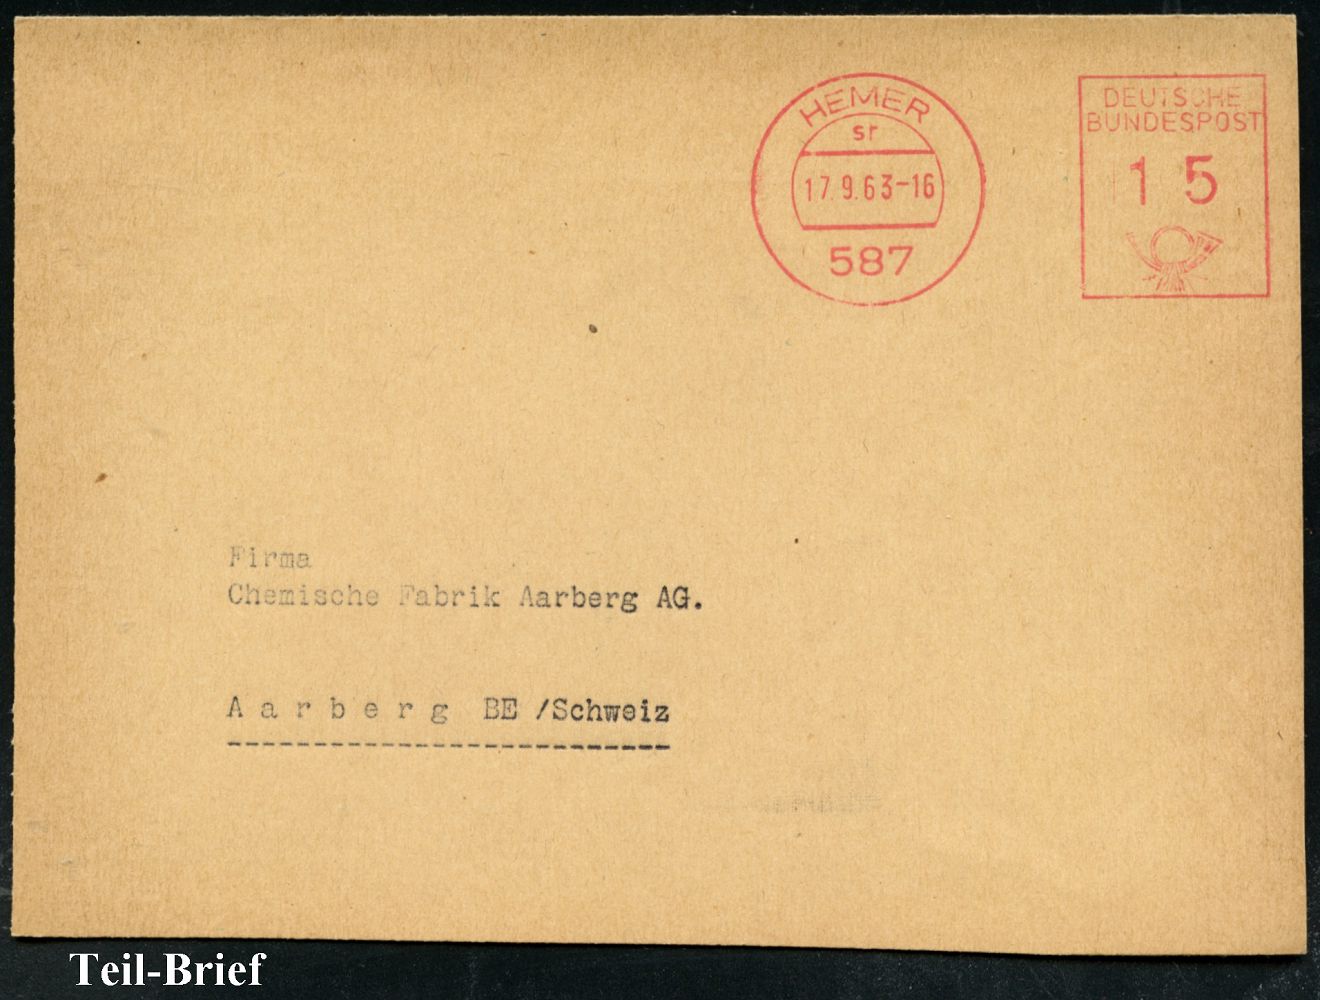 HEMER
sr
17.9.63-16
587
DEUTSCHE
BUNDESPOST
15
Firma
Chemische Fabrik Aarberg AG.
Aarberg BE /Schweiz
Teil-Brief